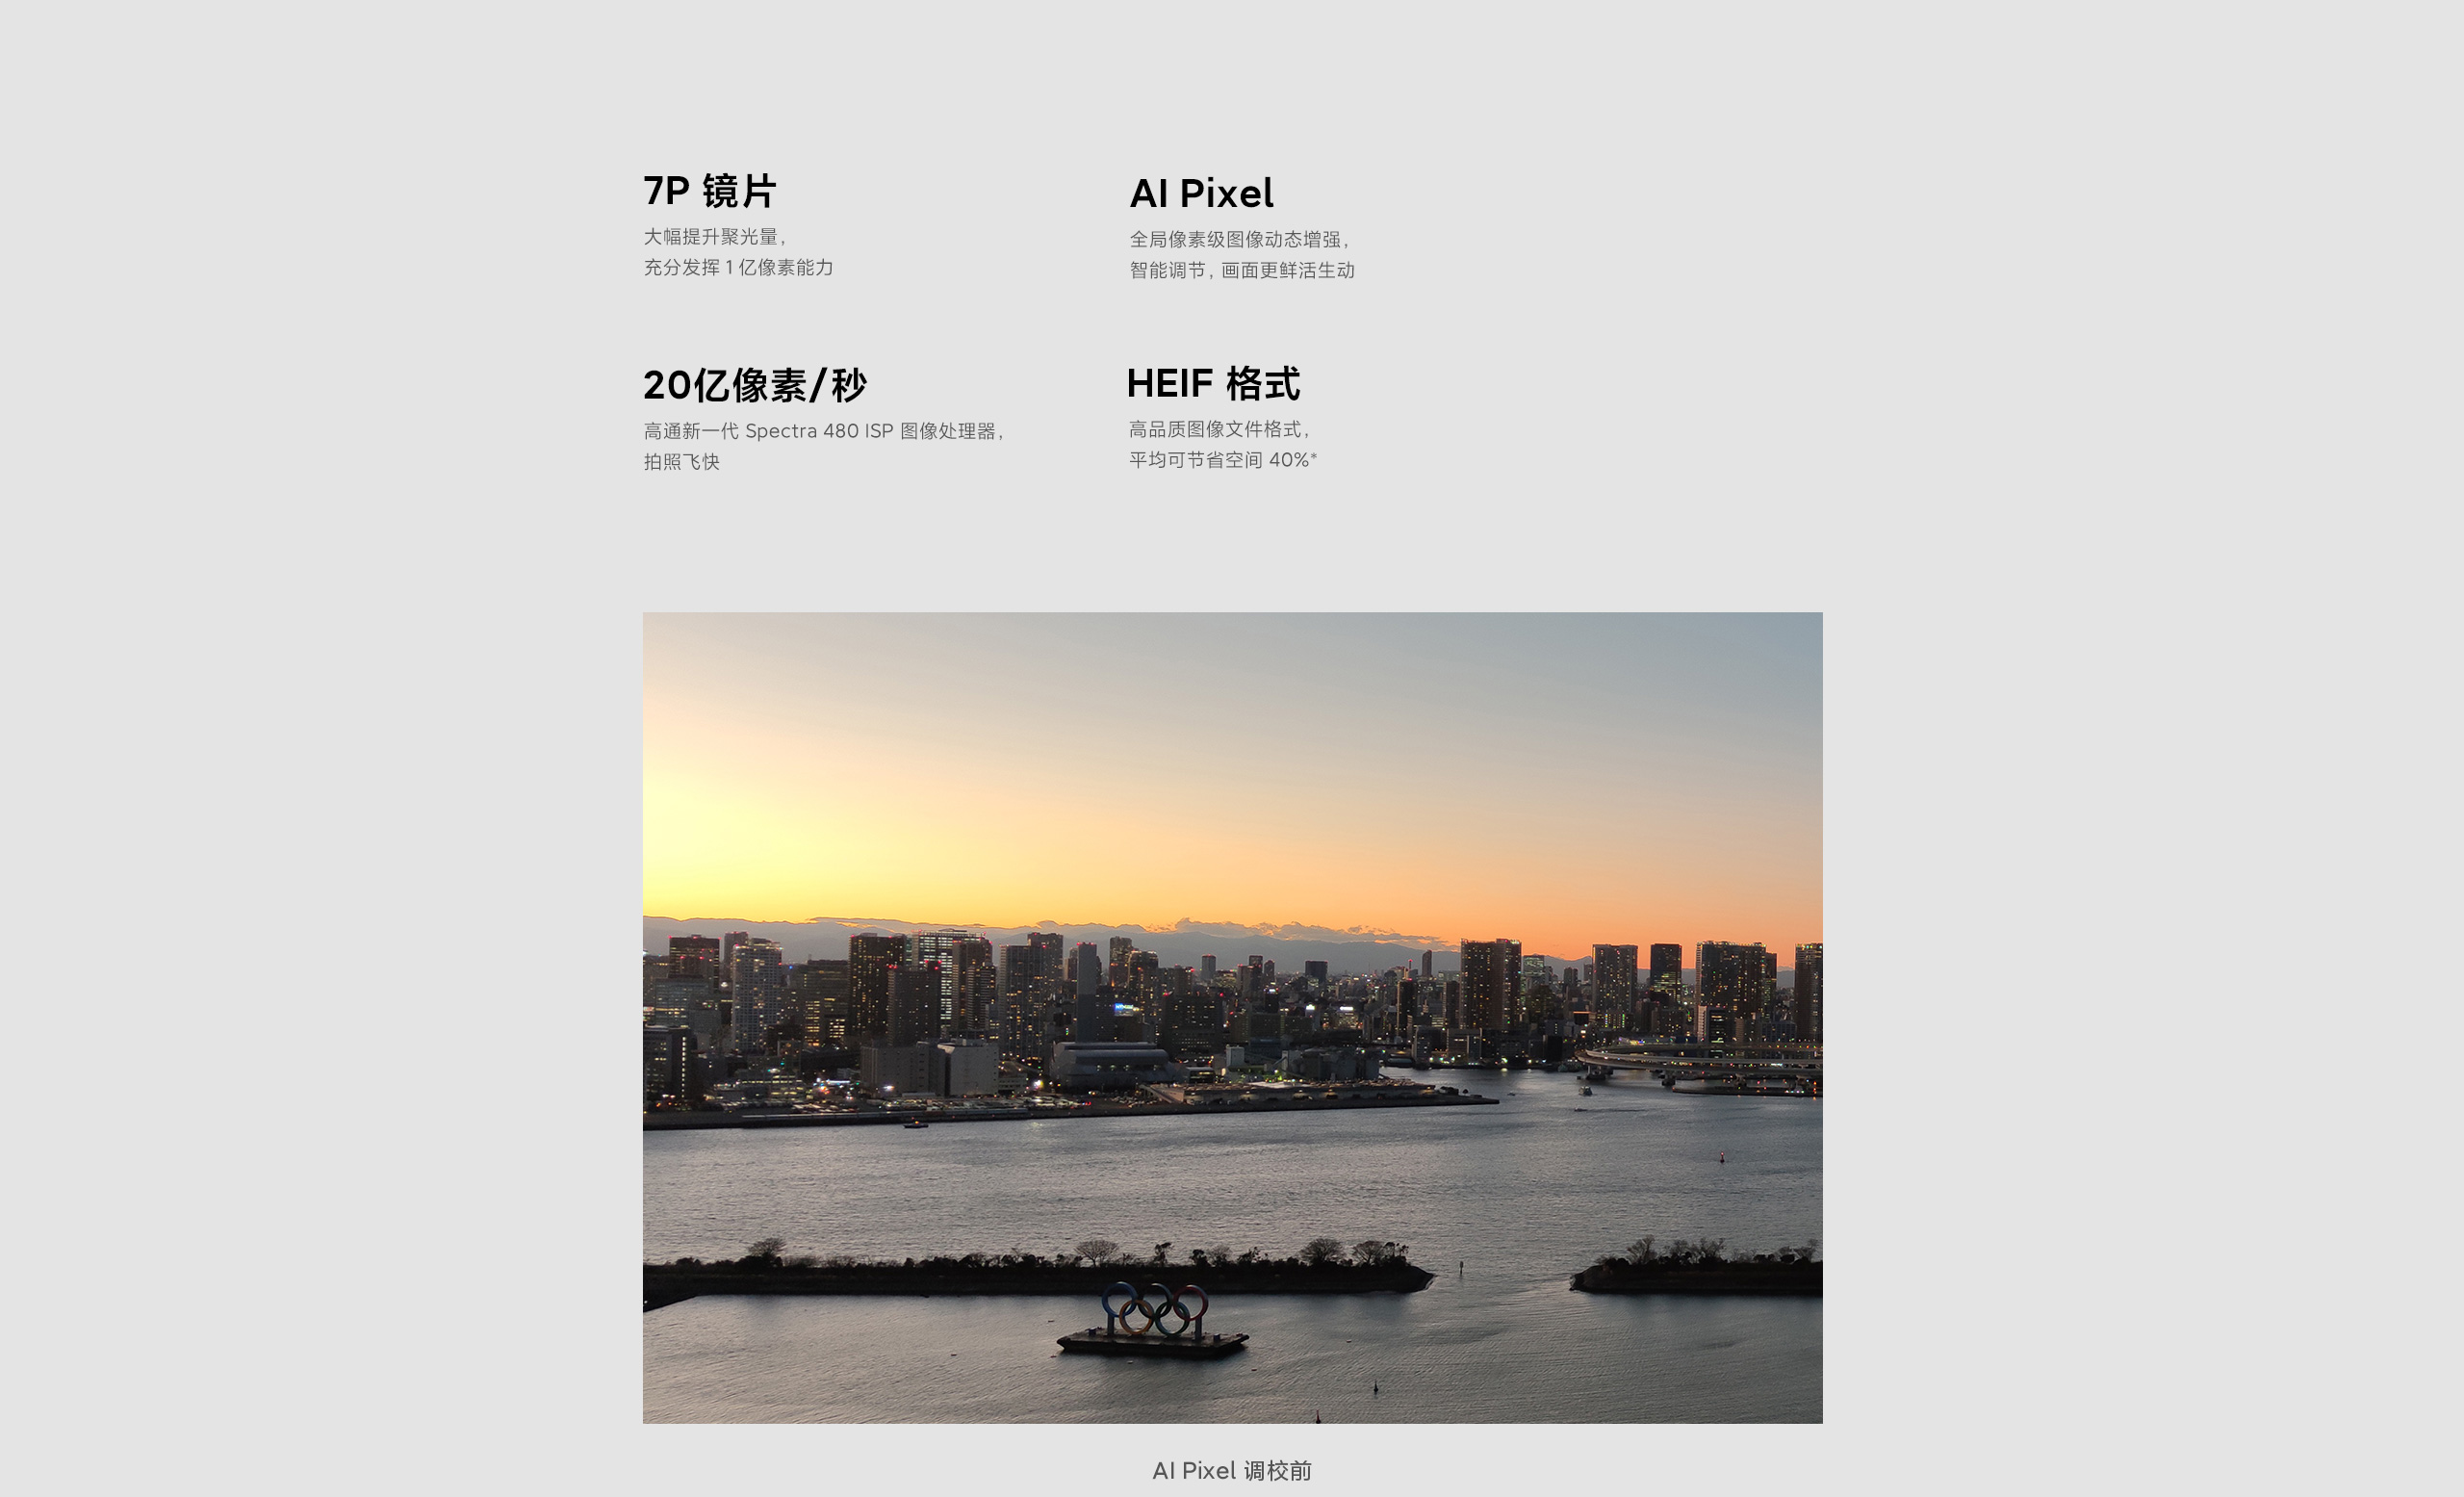 7P 镜片
大幅提升聚光量，
充分发挥 1 亿像素能力
AI Pixel
全局像素级图像动态增强，
智能调节，画面更鲜活生动
20亿像素/秒
高通新一代 Spectra 480 ISP 图像处理器，
拍照飞快
HEIF 格式
高品质图像文件格式，
平均可节省空间 40%*
AI Pixel 调校前